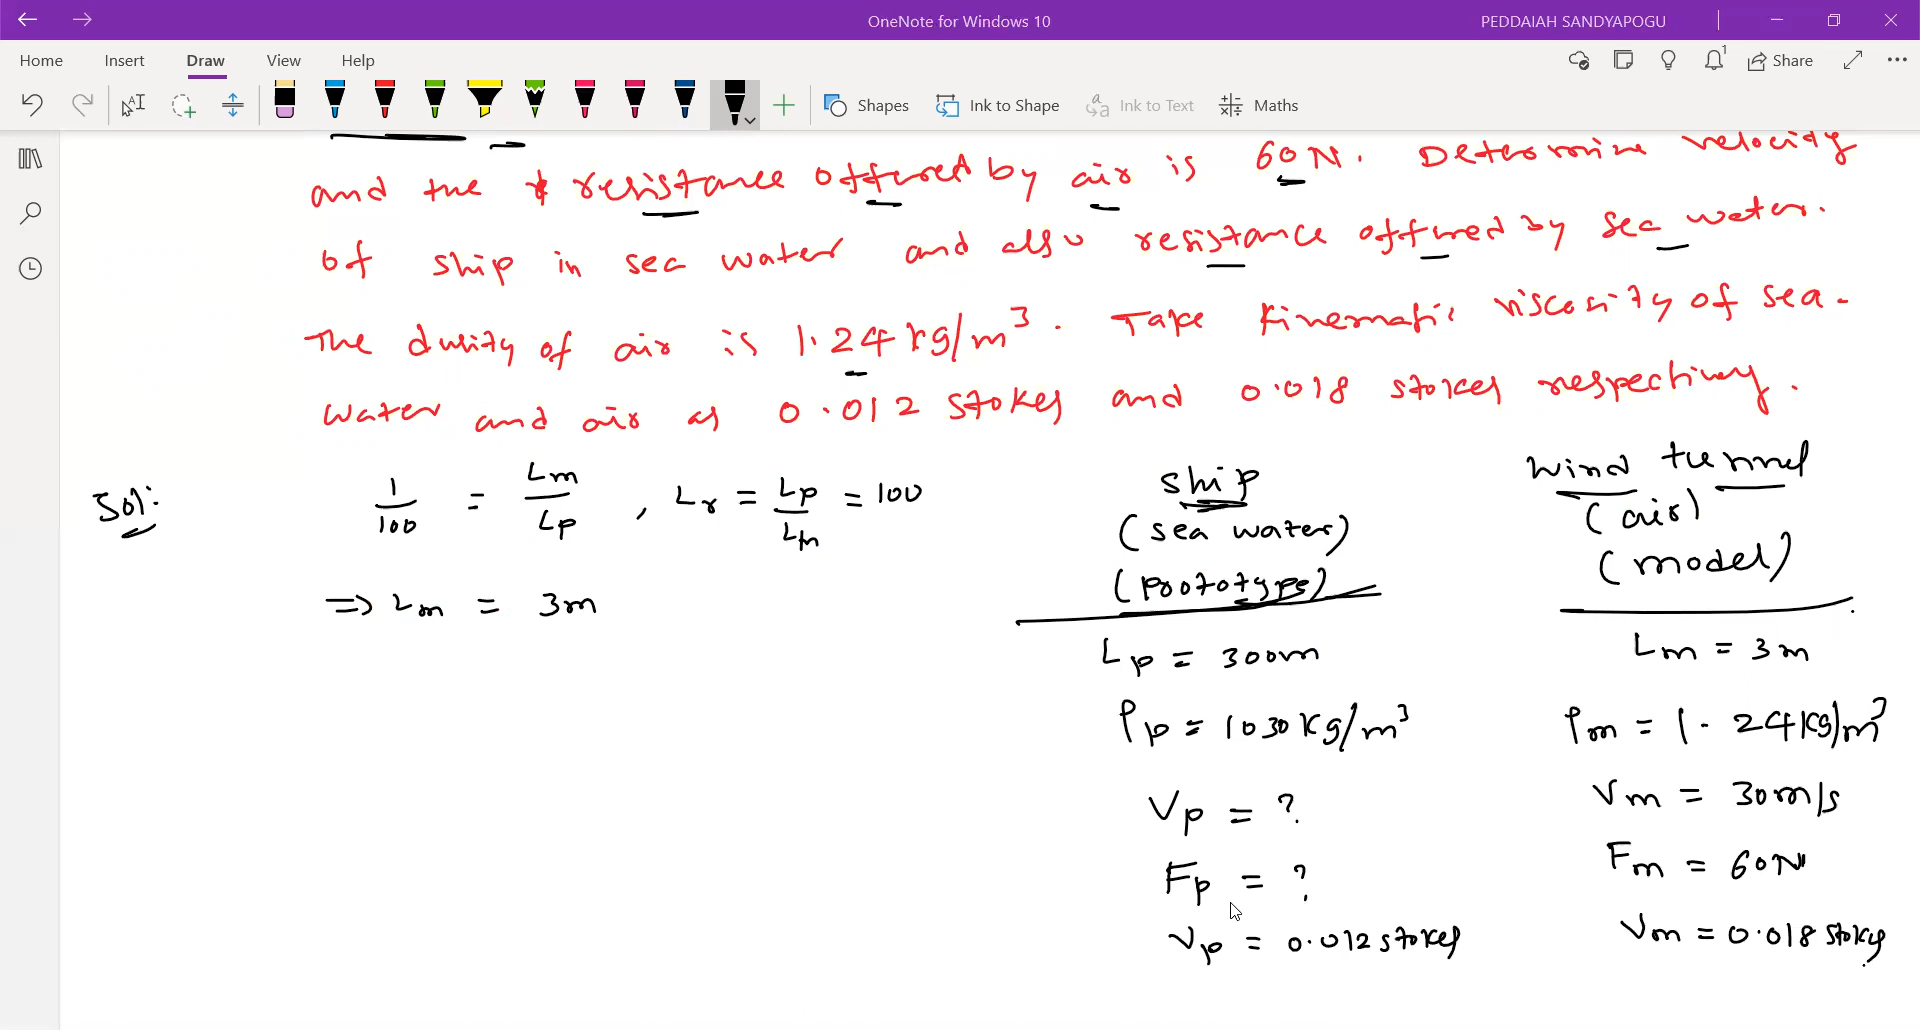 OneNote for Windows 10
PEDDAIAH SANDYAPOGU
Home Insert Draw View Help
Share
Shapes Ink to Shape Ink to Text Maths
and the resistance offered by air is 60N. Determine velocity
of ship in sea water and also resistance offered by sea water.
The density of air is 1.24 kg/m³. Take kinematic viscosity of sea-
water and air as 0.012 stokes and 0.018 stokes respectively.
Sol:
1/100 = Lm/Lp , Lr = Lp/Lm = 100
=> Lm = 3m
ship
(sea water)
(prototype)
Lp = 300m
ρp = 1030 kg/m³
Vp = ?
Fp = ?
νp = 0.012 stokes
wind tunnel
(air)
(model)
Lm = 3m
ρm = 1.24 kg/m³
Vm = 30 m/s
Fm = 60N
νm = 0.018 stokes